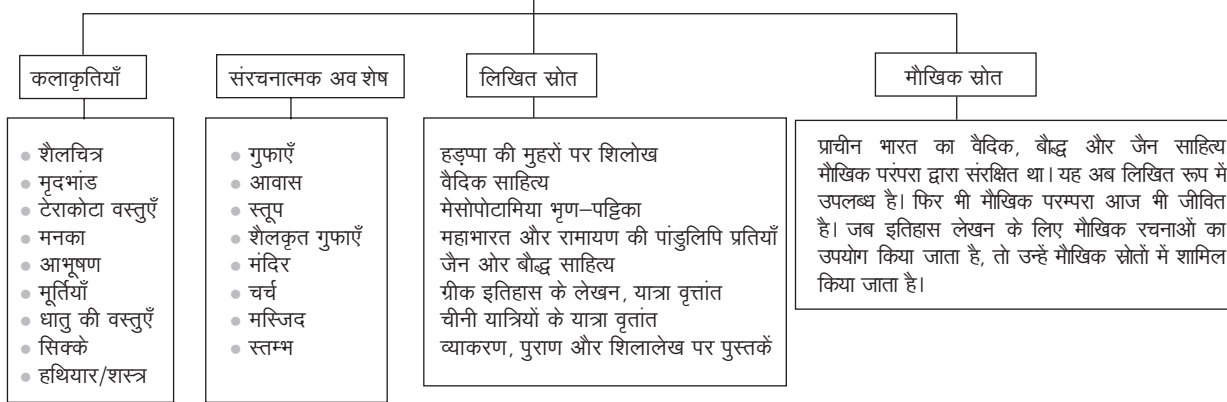 कलाकृतियाँ
शैलचित्र
मृदभांड
टेराकोटा वस्तुएँ
मनका
आभूषण
मूर्तियाँ
धातु की वस्तुएँ
सिक्के
हथियार/शस्त्र
संरचनात्मक अव शेष
गुफाएँ
आवास
स्तूप
शैलकृत गुफाएँ
मंदिर
चर्च
मस्जिद
स्तम्भ
लिखित स्रोत
हड़प्पा की मुहरों पर शिलोख
वैदिक साहित्य
मेसोपोटामिया भृण–पट्टिका
महाभारत और रामायण की पांडुलिपि प्रतियाँ
जैन ओर बौद्ध साहित्य
ग्रीक इतिहास के लेखन, यात्रा वृत्तांत
चीनी यात्रियों के यात्रा वृतांत
व्याकरण, पुराण और शिलालेख पर पुस्तकें
मौखिक स्रोत
प्राचीन भारत का वैदिक, बौद्ध और जैन साहित्य
मौखिक परंपरा द्वारा संरक्षित था। यह अब लिखित रूप में
उपलब्ध है। फिर भी मौखिक परम्परा आज भी जीवित
है। जब इतिहास लेखन के लिए मौखिक रचनाओं का
उपयोग किया जाता है, तो उन्हें मौखिक स्रोतों में शामिल
किया जाता है।